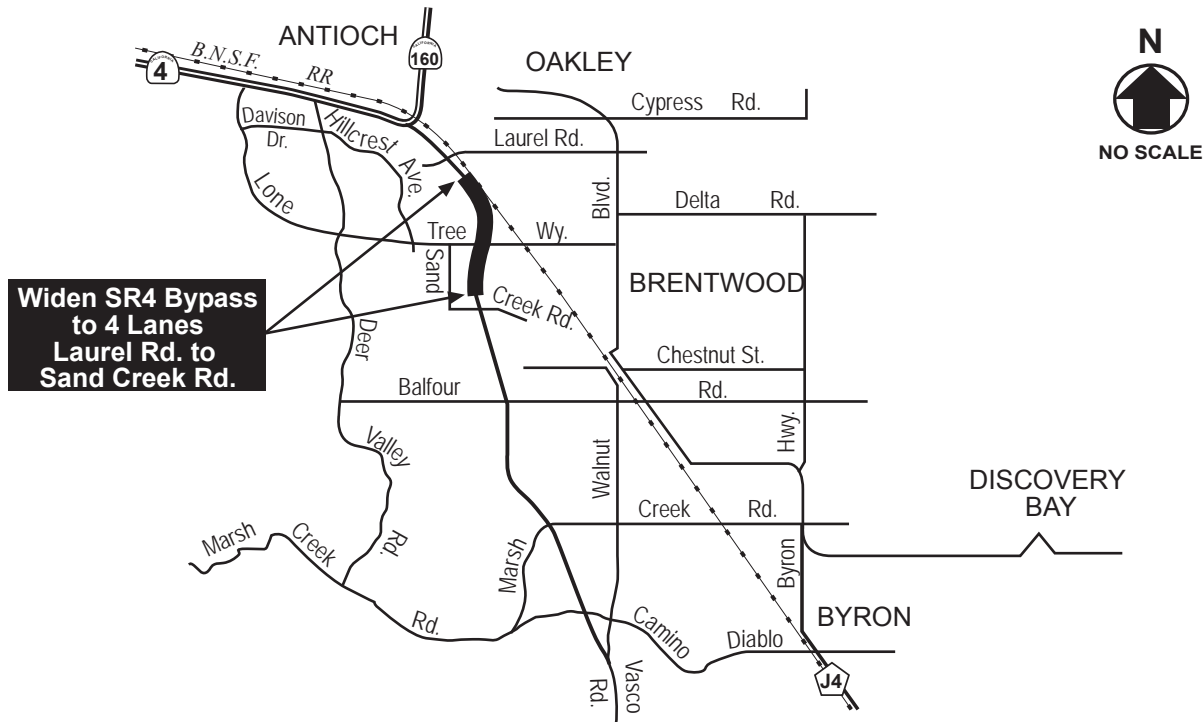 ANTIOCH
B.N.S.F. RR
CALIFORNIA
4
CALIFORNIA
160
OAKLEY
N
NO SCALE
Cypress Rd.
Davison
Dr.
Hillcrest Ave.
Laurel Rd.
Lone Tree Wy.
Blvd.
Delta Rd.
Sand Creek Rd.
BRENTWOOD
Widen SR4 Bypass
to 4 Lanes
Laurel Rd. to
Sand Creek Rd.
Deer Valley Rd.
Chestnut St.
Balfour Rd.
Walnut
Hwy.
DISCOVERY
BAY
Marsh Creek Rd.
Marsh Creek Rd.
Byron
BYRON
Camino Diablo
Vasco
Rd.
J4